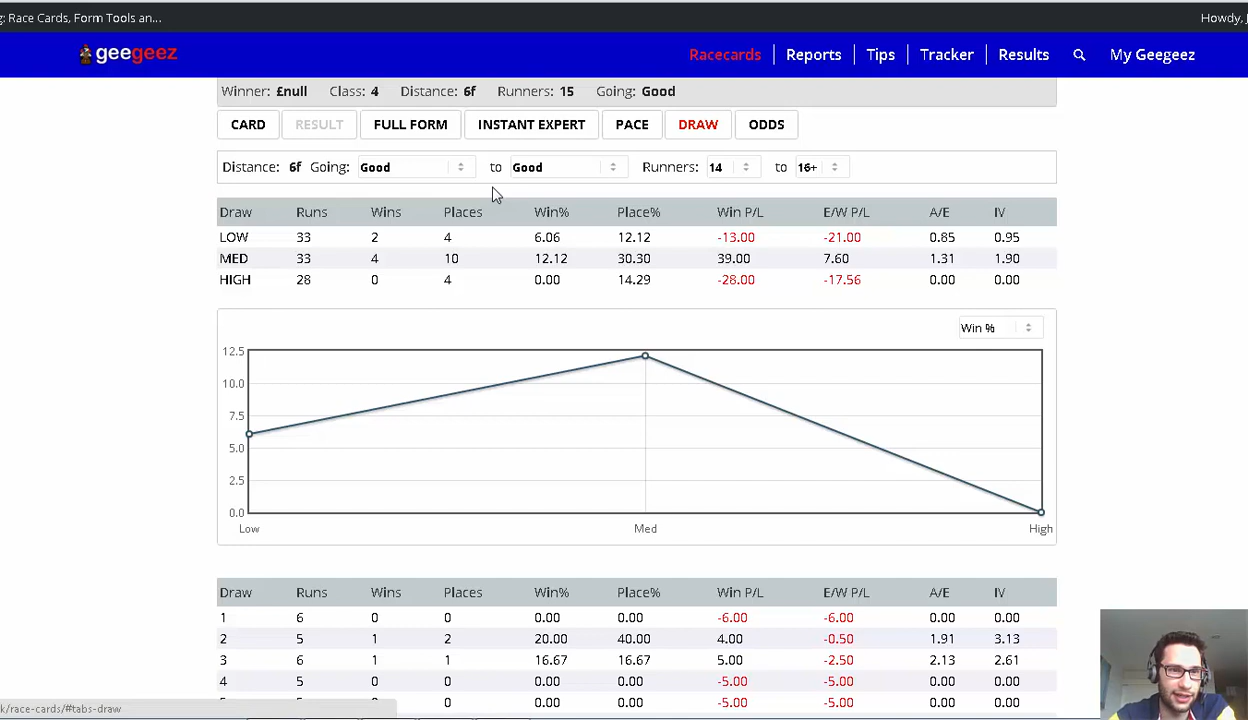 g: Race Cards, Form Tools an...
Howdy, J
geegeez
Racecards
Reports
Tips
Tracker
Results
My Geegeez
Winner: £null Class: 4 Distance: 6f Runners: 15 Going: Good
CARD
RESULT
FULL FORM
INSTANT EXPERT
PACE
DRAW
ODDS
Distance: 6f Going: Good to Good Runners: 14 to 16+
Draw Runs Wins Places Win% Place% Win P/L E/W P/L A/E IV
LOW 33 2 4 6.06 12.12 -13.00 -21.00 0.85 0.95
MED 33 4 10 12.12 30.30 39.00 7.60 1.31 1.90
HIGH 28 0 4 0.00 14.29 -28.00 -17.56 0.00 0.00
Win %
12.5
10.0
7.5
5.0
2.5
0.0
Low Med High
Draw Runs Wins Places Win% Place% Win P/L E/W P/L A/E IV
1 6 0 0 0.00 0.00 -6.00 -6.00 0.00 0.00
2 5 1 2 20.00 40.00 4.00 -0.50 1.91 3.13
3 6 1 1 16.67 16.67 5.00 -2.50 2.13 2.61
4 5 0 0 0.00 0.00 -5.00 -5.00 0.00 0.00
0 0 0.00 0.00 -5.00 -5.00 0.00 0.00
k/race-cards/#tabs-draw